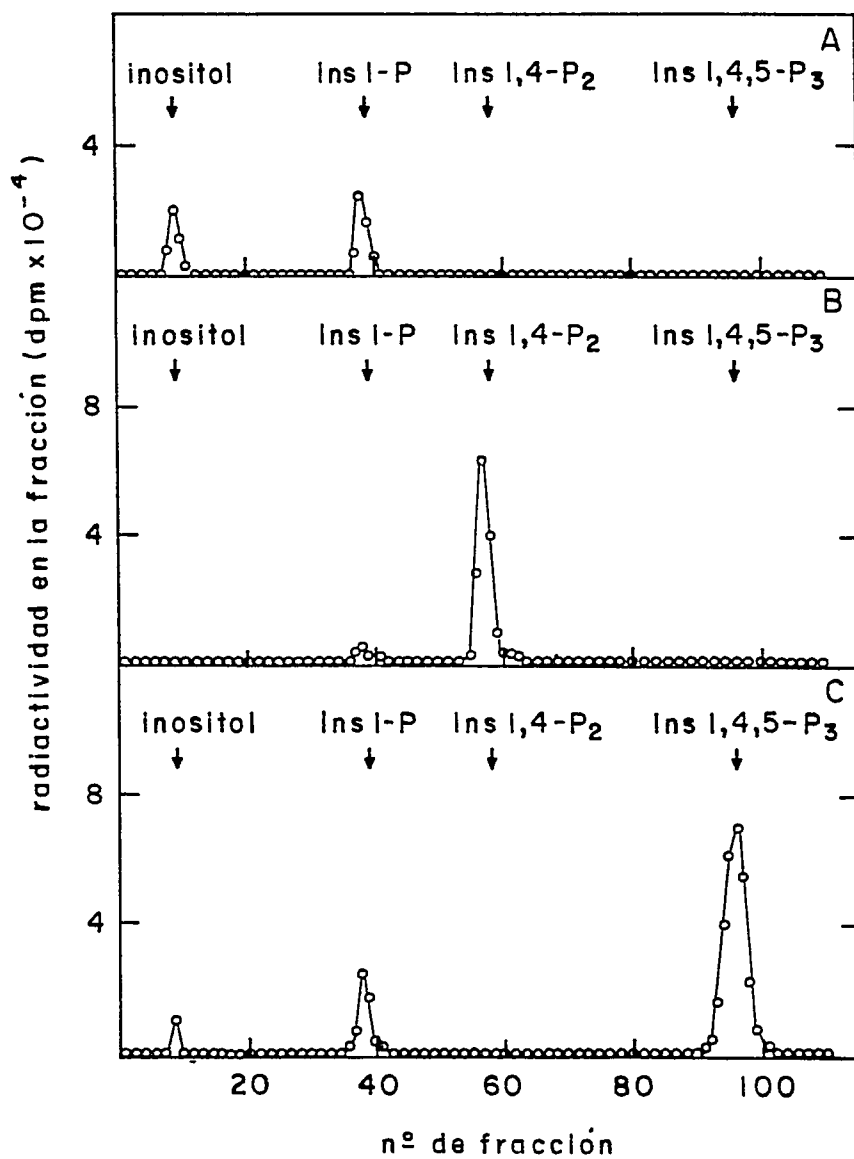 A
inositol Ins 1-P Ins 1,4-P₂ Ins 1,4,5-P₃
4
B
inositol Ins 1-P Ins 1,4-P₂ Ins 1,4,5-P₃
8
4
C
inositol Ins 1-P Ins 1,4-P₂ Ins 1,4,5-P₃
8
4
20 40 60 80 100
nº de fracción
radiactividad en la fracción (dpm x 10⁻⁴)